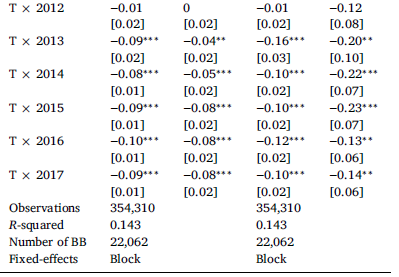 T × 2012 −0.01 0 −0.01 −0.12
[0.02] [0.02] [0.02] [0.08]
T × 2013 −0.09*** −0.04** −0.16*** −0.20**
[0.02] [0.02] [0.03] [0.10]
T × 2014 −0.08*** −0.05*** −0.10*** −0.22***
[0.01] [0.02] [0.02] [0.07]
T × 2015 −0.09*** −0.08*** −0.10*** −0.23***
[0.01] [0.02] [0.02] [0.07]
T × 2016 −0.10*** −0.08*** −0.12*** −0.13**
[0.01] [0.02] [0.02] [0.06]
T × 2017 −0.09*** −0.08*** −0.10*** −0.14**
[0.01] [0.02] [0.02] [0.06]
Observations 354,310 354,310
R-squared 0.143 0.143
Number of BB 22,062 22,062
Fixed-effects Block Block